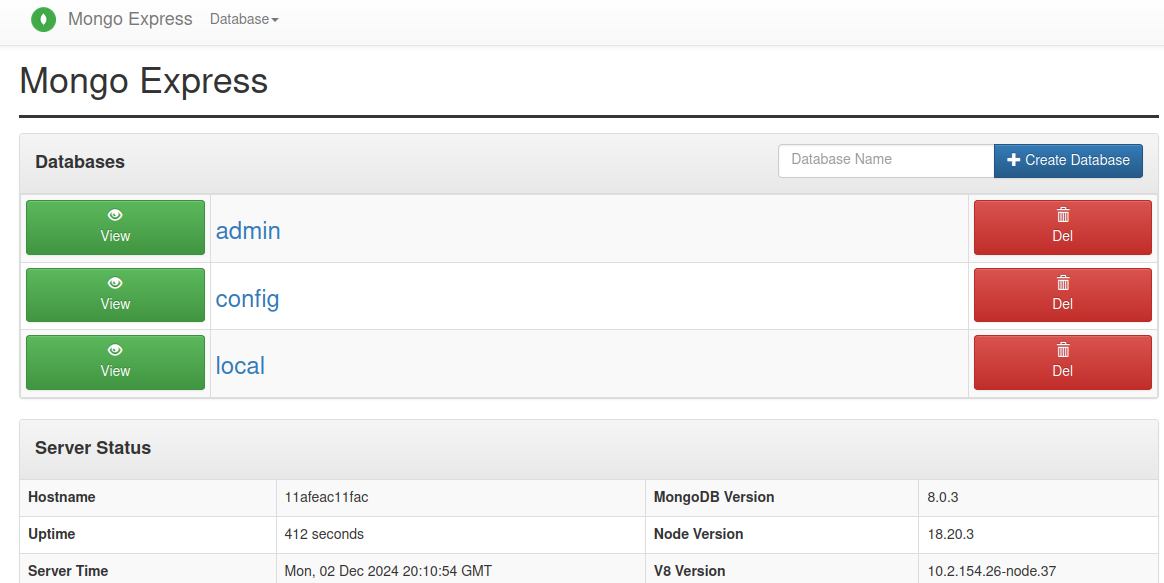 Mongo Express Database
Mongo Express
Databases Database Name Create Database
View admin Del
View config Del
View local Del
Server Status
Hostname 11afeac11fac MongoDB Version 8.0.3
Uptime 412 seconds Node Version 18.20.3
Server Time Mon, 02 Dec 2024 20:10:54 GMT V8 Version 10.2.154.26-node.37